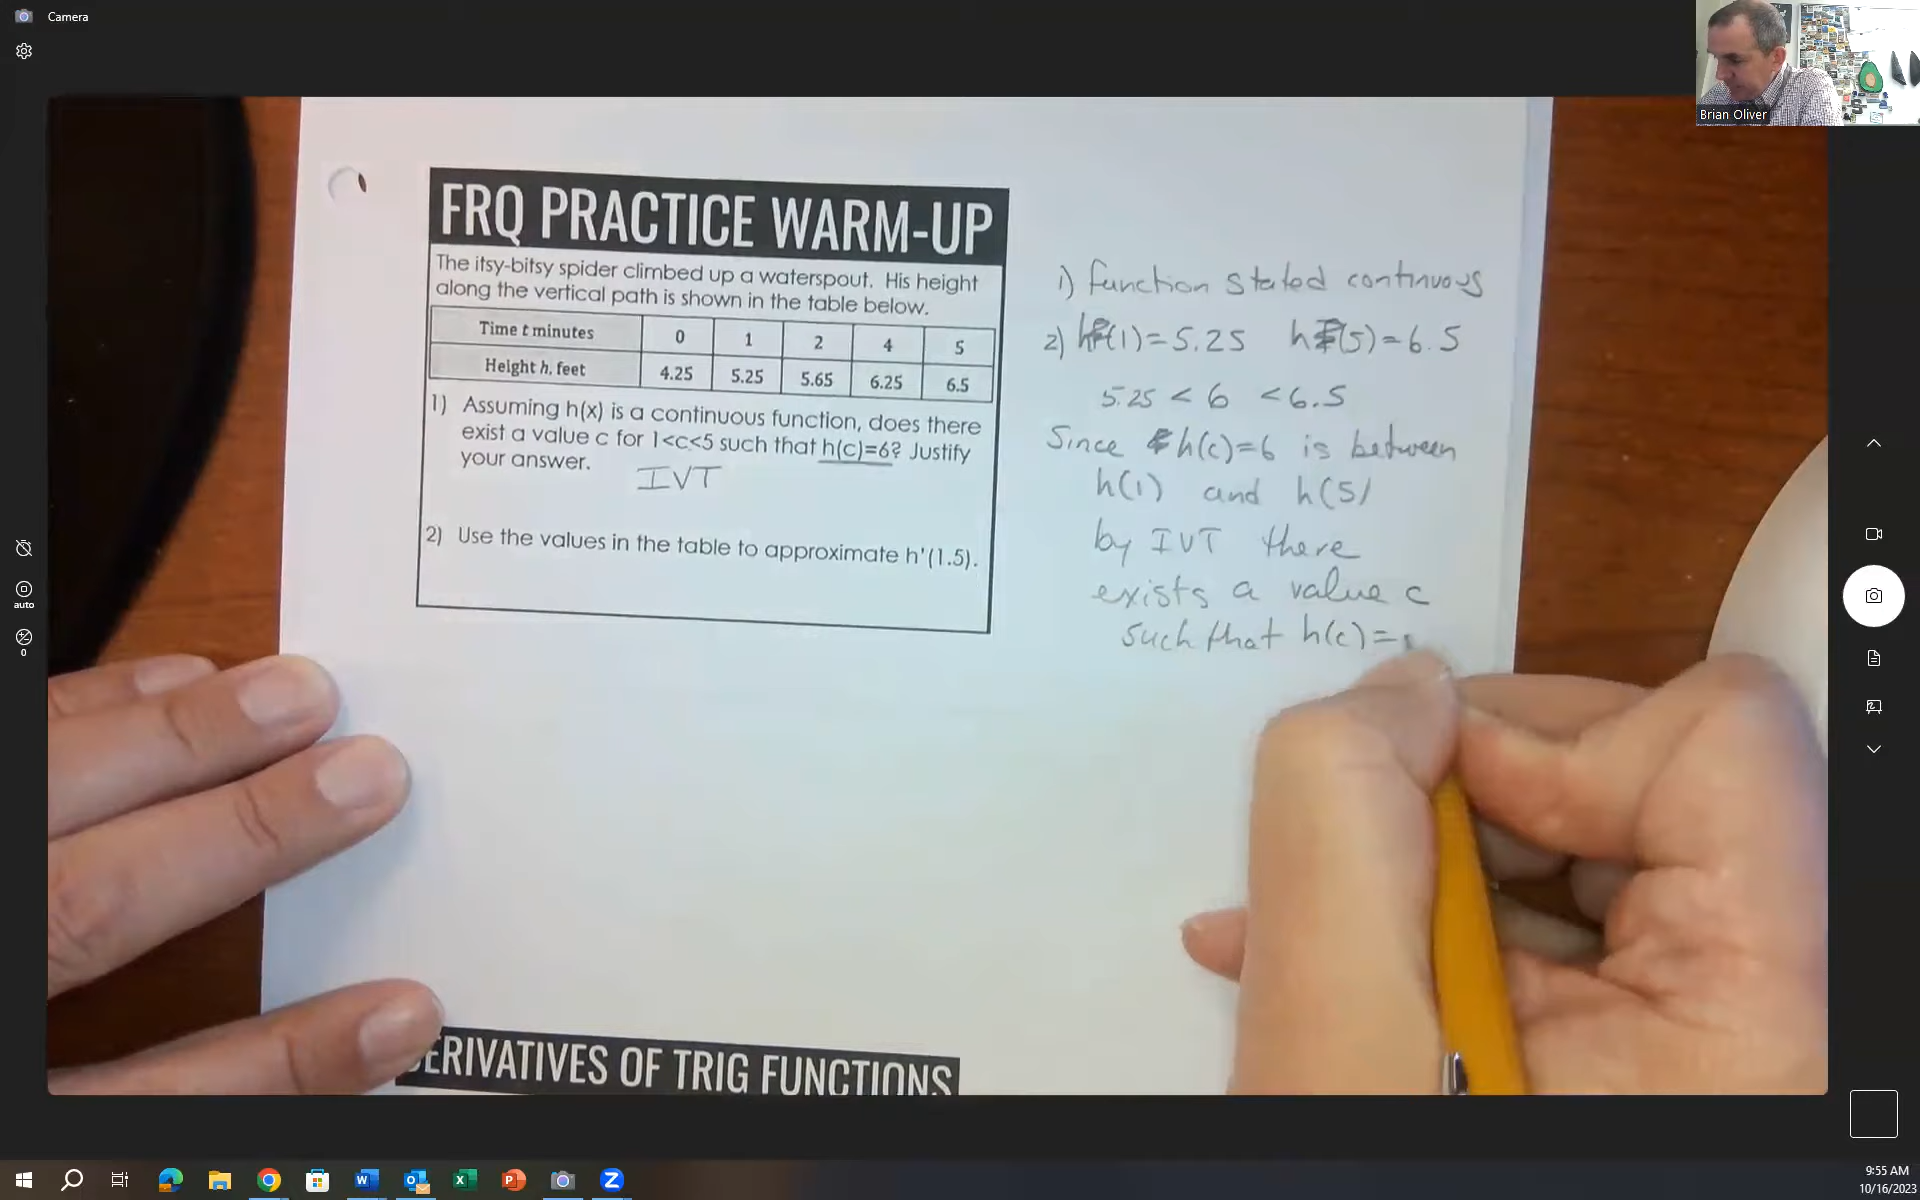 Camera
Brian Oliver
FRQ PRACTICE WARM-UP
The itsy-bitsy spider climbed up a waterspout. His height
along the vertical path is shown in the table below.
Time t minutes 0 1 2 4 5
Height h, feet 4.25 5.25 5.65 6.25 6.5
1) Assuming h(x) is a continuous function, does there
exist a value c for 1<c<5 such that h(c)=6? Justify
your answer.
IVT
2) Use the values in the table to approximate h'(1.5).
1) function stated continuous
2) h(1)=5.25 h(5)=6.5
5.25 < 6 < 6.5
Since h(c)=6 is between
h(1) and h(5)
by IVT there
exists a value c
such that h(c)=
ERIVATIVES OF TRIG FUNCTIONS
auto
0
9:55 AM
10/16/2023